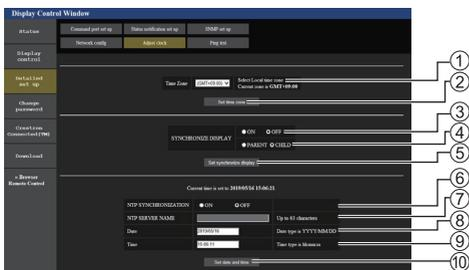 Display Control Window
Status
Display control
Detailed set up
Change password
Crestron Connected(TM)
Download
» Browser Remote Control
Command port set up
Status notification set up
SNMP set up
Network config
Adjust clock
Ping test
Time Zone
(GMT+09:00)
Select Local time zone
Current zone is GMT+09:00
Set time zone
SYNCHRONIZE DISPLAY
ON OFF
PARENT CHILD
Set synchronize display
Current time is set to 2019/05/16 15:06:21
NTP SYNCHRONIZATION ON OFF
NTP SERVER NAME Up to 63 characters
Date 2019/05/16 Date type is YYYY/MM/DD
Time Time type is hh:mm:ss
Set date and time
1
2
3
4
5
6
7
8
9
10